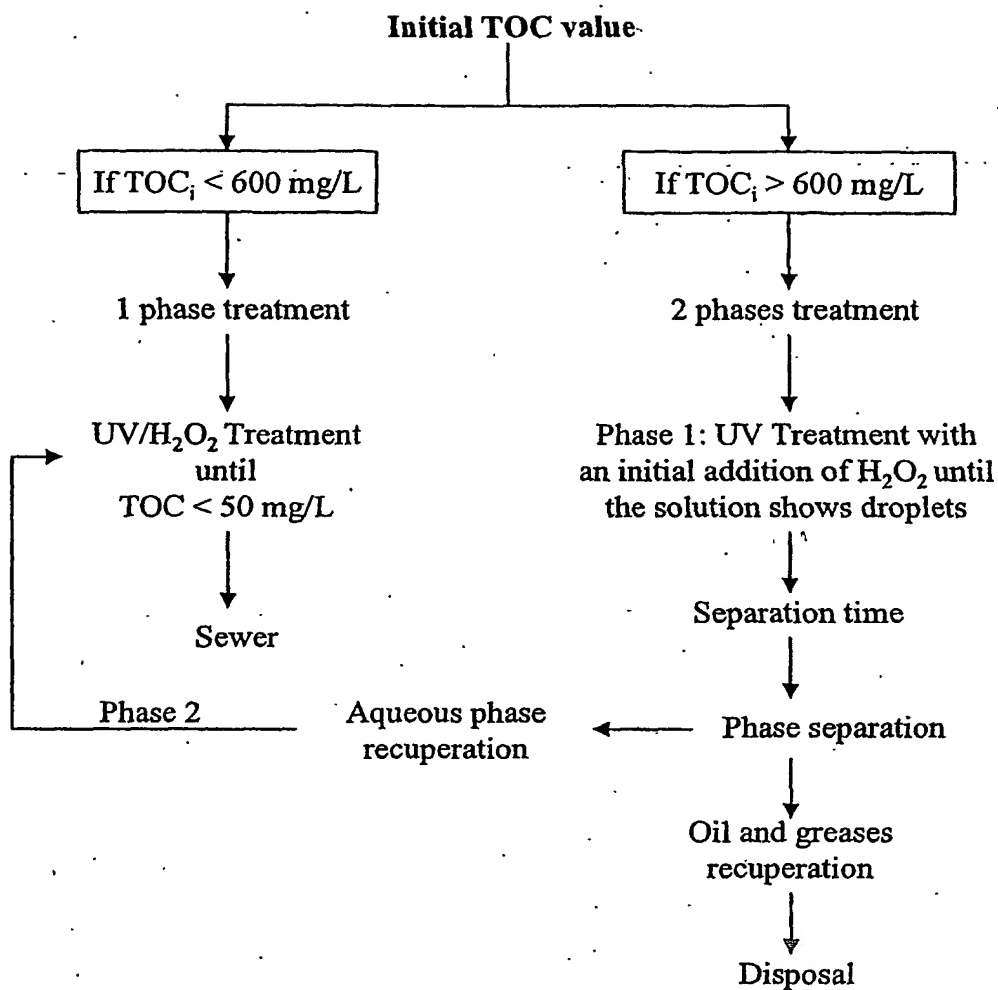 Initial TOC value
If TOCᵢ < 600 mg/L
If TOCᵢ > 600 mg/L
1 phase treatment
2 phases treatment
UV/H₂O₂ Treatment
until
TOC < 50 mg/L
Phase 1: UV Treatment with
an initial addition of H₂O₂ until
the solution shows droplets
Separation time
Sewer
Phase 2
Aqueous phase
recuperation
Phase separation
Oil and greases
recuperation
Disposal